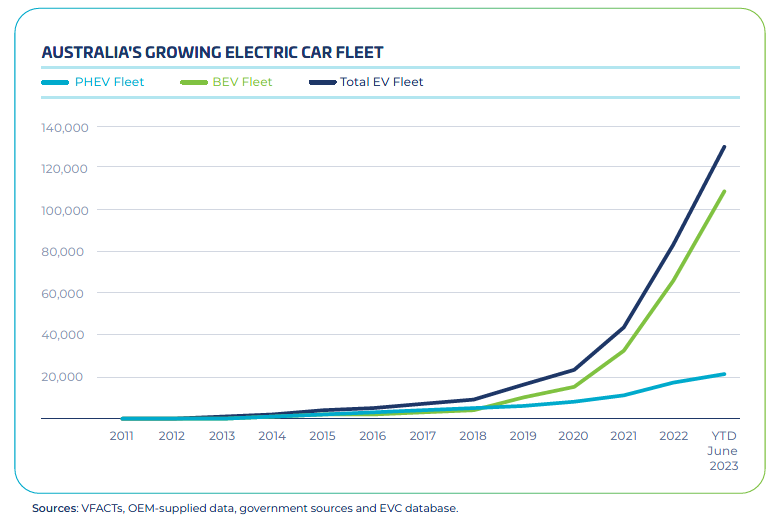 AUSTRALIA'S GROWING ELECTRIC CAR FLEET
PHEV Fleet BEV Fleet Total EV Fleet
140,000
120,000
100,000
80,000
60,000
40,000
20,000
2011 2012 2013 2014 2015 2016 2017 2018 2019 2020 2021 2022 YTD
June
2023
Sources: VFACTs, OEM-supplied data, government sources and EVC database.